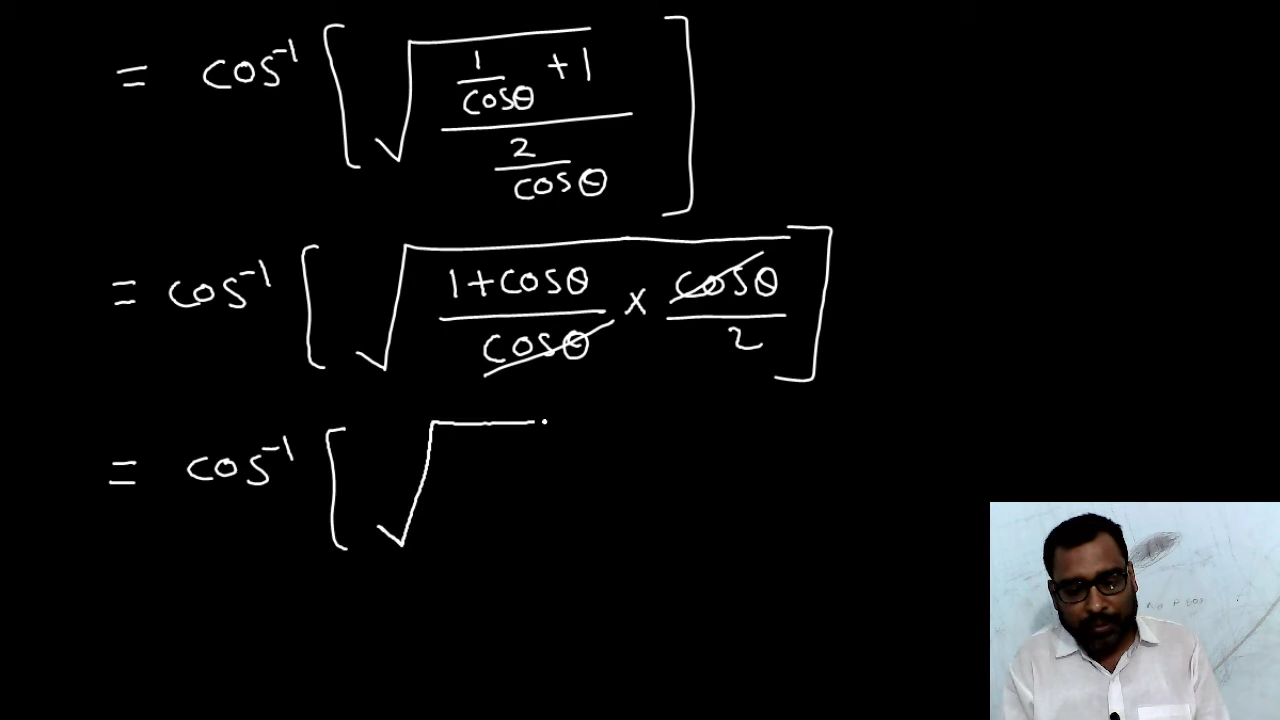 = cos⁻¹ [ √( (1/cosθ + 1) / (2/cosθ) ) ]
= cos⁻¹ [ √( (1+cosθ)/cosθ × cosθ/2 ) ]
= cos⁻¹ [ √